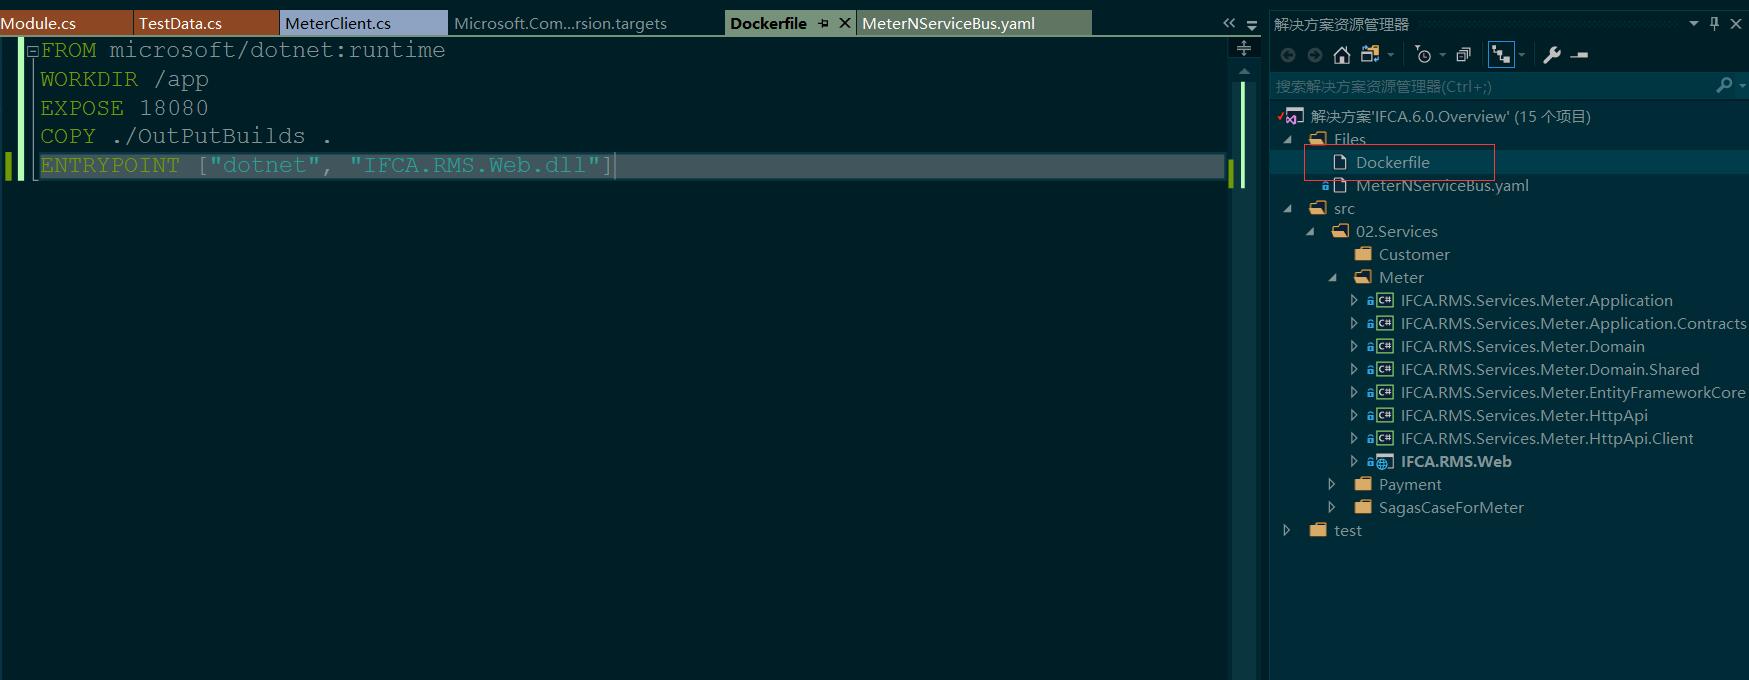 Module.cs TestData.cs MeterClient.cs Microsoft.Com...rsion.targets Dockerfile MeterNServiceBus.yaml
FROM microsoft/dotnet:runtime
WORKDIR /app
EXPOSE 18080
COPY ./OutPutBuilds .
ENTRYPOINT ["dotnet", "IFCA.RMS.Web.dll"]
解决方案资源管理器
搜索解决方案资源管理器(Ctrl+;)
解决方案'IFCA.6.0.Overview' (15 个项目)
Files
Dockerfile
MeterNServiceBus.yaml
src
02.Services
Customer
Meter
IFCA.RMS.Services.Meter.Application
IFCA.RMS.Services.Meter.Application.Contracts
IFCA.RMS.Services.Meter.Domain
IFCA.RMS.Services.Meter.Domain.Shared
IFCA.RMS.Services.Meter.EntityFrameworkCore
IFCA.RMS.Services.Meter.HttpApi
IFCA.RMS.Services.Meter.HttpApi.Client
IFCA.RMS.Web
Payment
SagasCaseForMeter
test